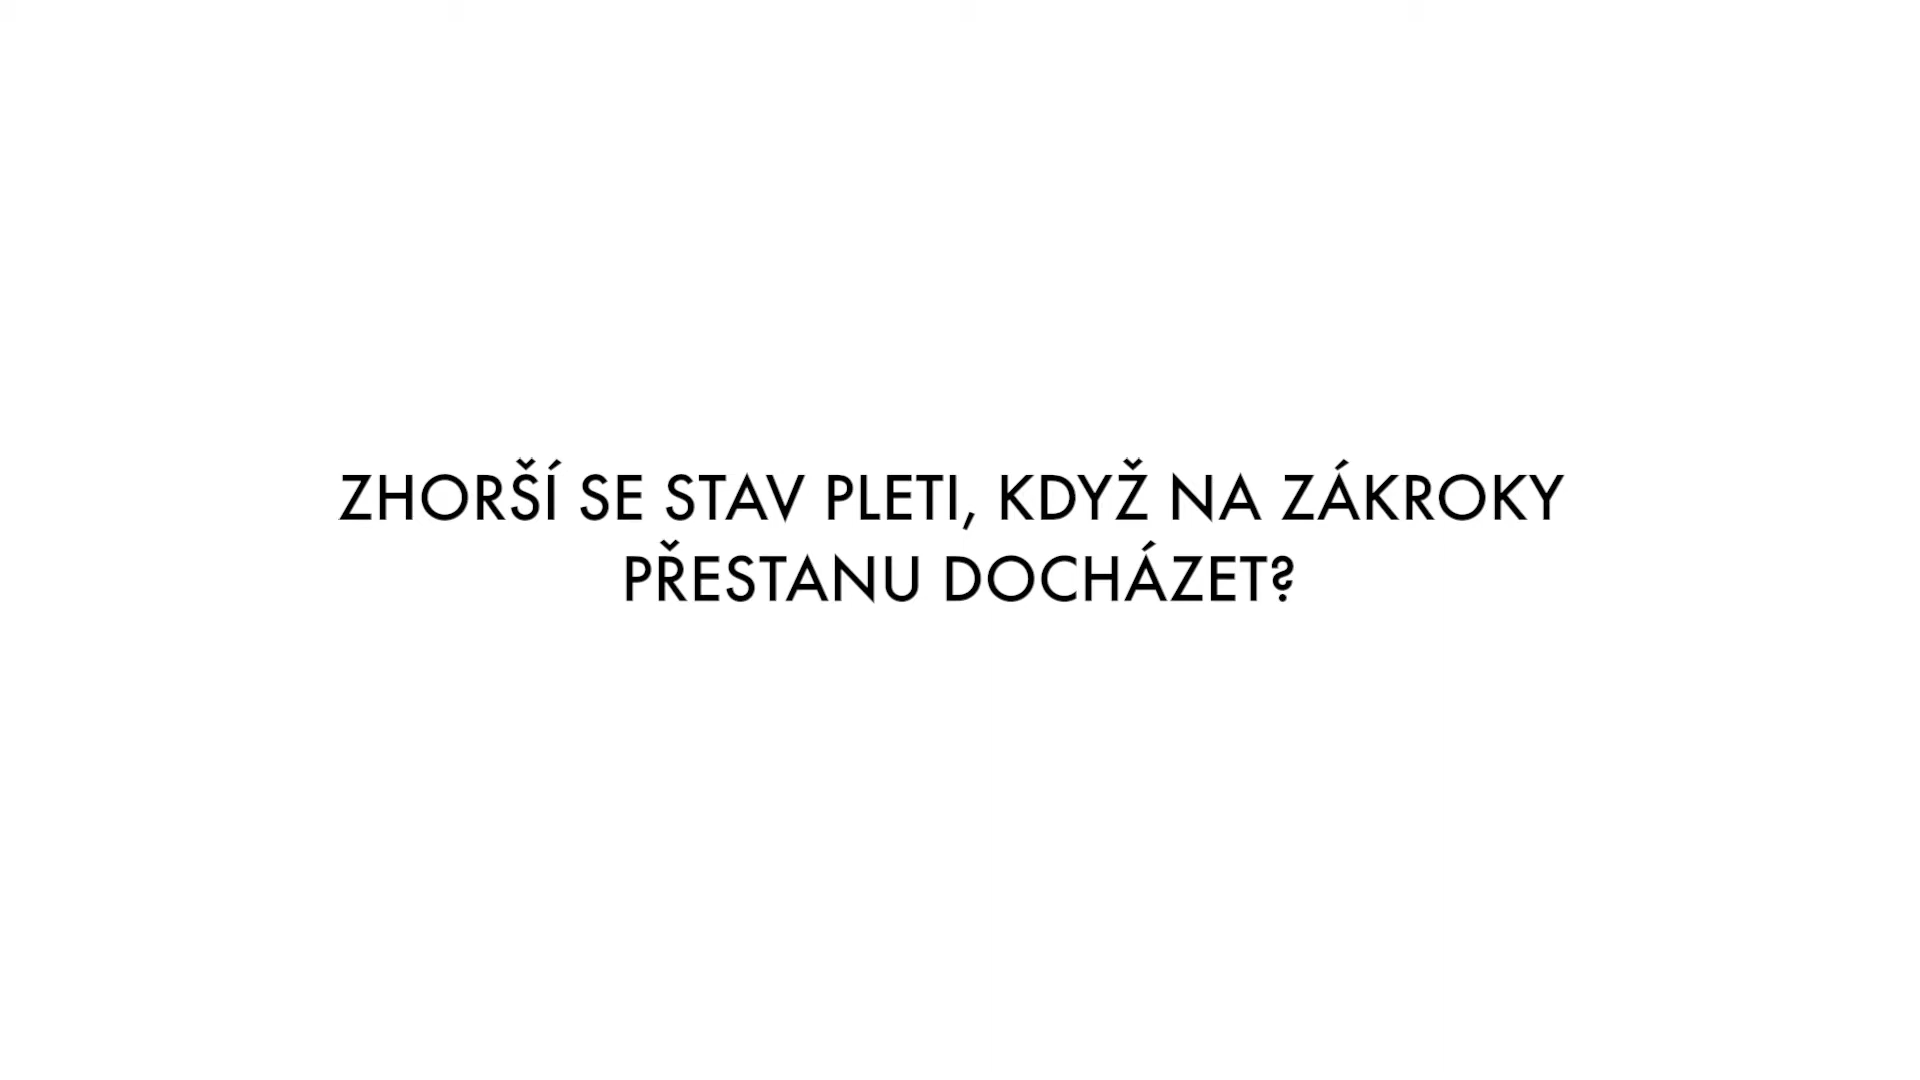 ZHORŠÍ SE STAV PLETI, KDYŽ NA ZÁKROKY
PŘESTANU DOCHÁZET?